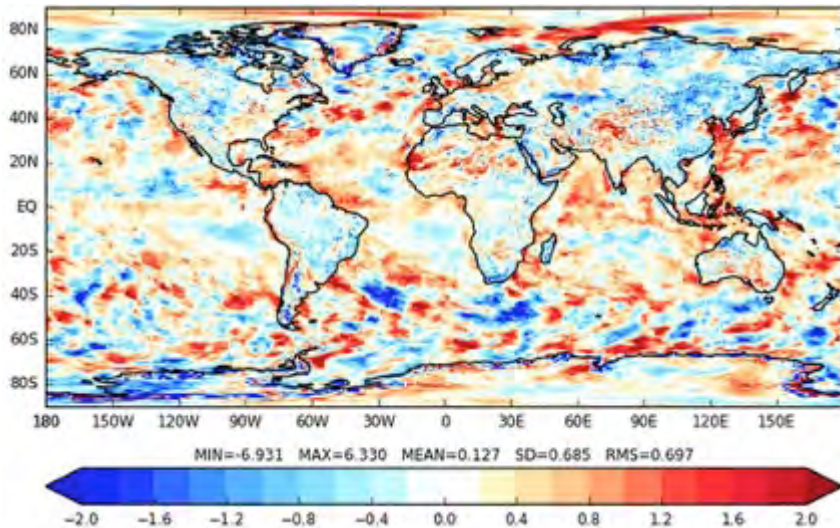 80N
60N
40N
20N
EQ
20S
40S
60S
80S
180 150W 120W 90W 60W 30W 0 30E 60E 90E 120E 150E
MIN=-6.931 MAX=6.330 MEAN=0.127 SD=0.685 RMS=0.697
−2.0 −1.6 −1.2 −0.8 −0.4 0.0 0.4 0.8 1.2 1.6 2.0